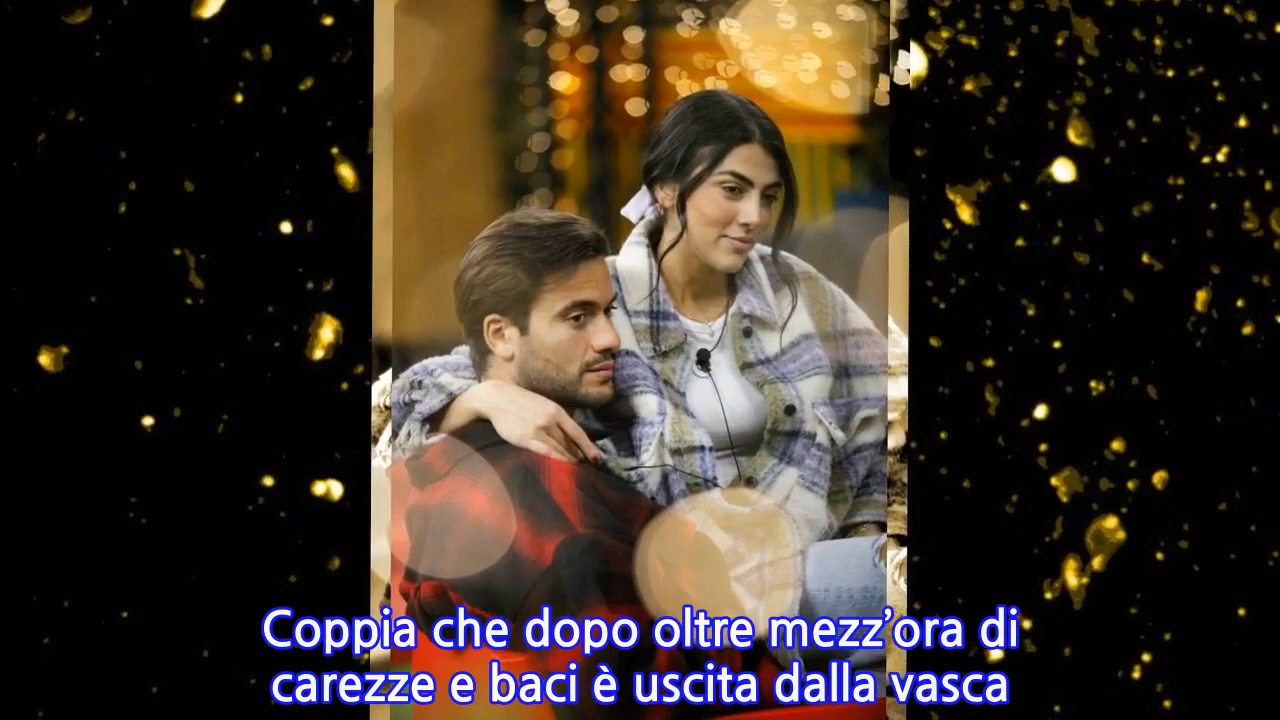 Coppia che dopo oltre mezz’ora di
carezze e baci è uscita dalla vasca